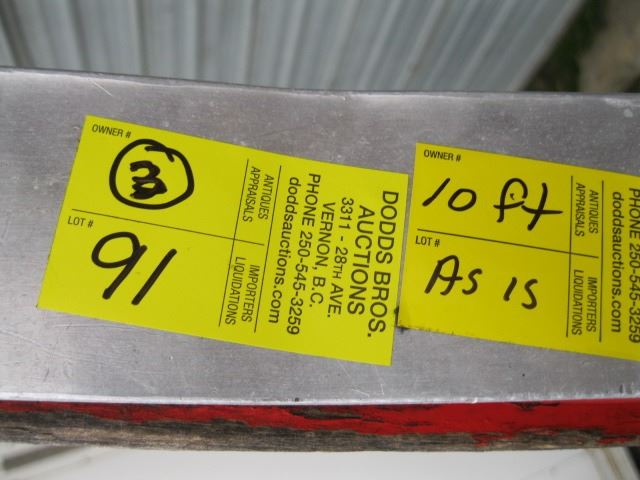 OWNER #
m
LOT #
91
ANTIQUES
APPRAISALS
IMPORTERS
LIQUIDATIONS
DODDS BROS.
AUCTIONS
3311 - 28TH AVE.
VERNON, B.C.
PHONE 250-545-3259
doddsauctions.com
OWNER #
10 ft
LOT #
As is
ANTIQUES
APPRAISALS
IMPORTERS
LIQUIDATIONS
PHONE 250-545-3259
doddsauctions.com